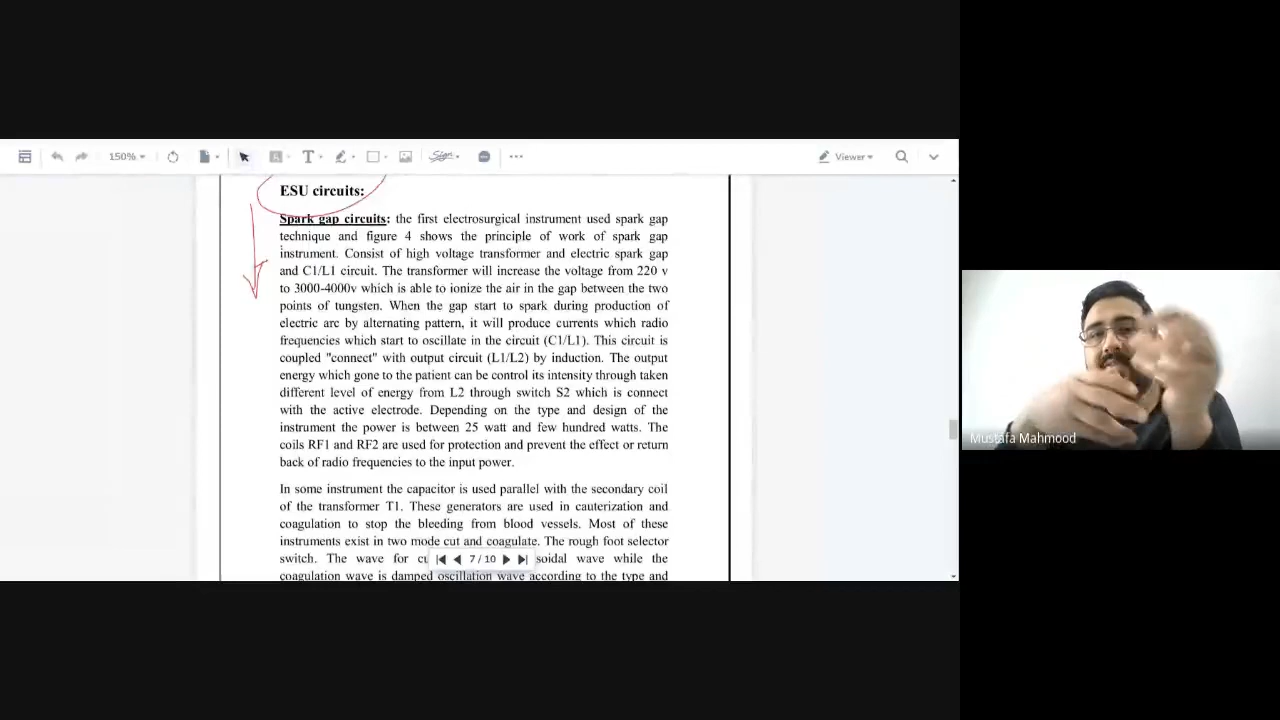 150%
T
Sign
Viewer
ESU circuits:
Spark gap circuits: the first electrosurgical instrument used spark gap
technique and figure 4 shows the principle of work of spark gap
instrument. Consist of high voltage transformer and electric spark gap
and C1/L1 circuit. The transformer will increase the voltage from 220 v
to 3000-4000v which is able to ionize the air in the gap between the two
points of tungsten. When the gap start to spark during production of
electric arc by alternating pattern, it will produce currents which radio
frequencies which start to oscillate in the circuit (C1/L1). This circuit is
coupled "connect" with output circuit (L1/L2) by induction. The output
energy which gone to the patient can be control its intensity through taken
different level of energy from L2 through switch S2 which is connect
with the active electrode. Depending on the type and design of the
instrument the power is between 25 watt and few hundred watts. The
coils RF1 and RF2 are used for protection and prevent the effect or return
back of radio frequencies to the input power.
In some instrument the capacitor is used parallel with the secondary coil
of the transformer T1. These generators are used in cauterization and
coagulation to stop the bleeding from blood vessels. Most of these
instruments exist in two mode cut and coagulate. The rough foot selector
switch. The wave for soidal wave while the
coagulation wave is damped oscillation wave according to the type and
7 / 10
Mustafa Mahmood